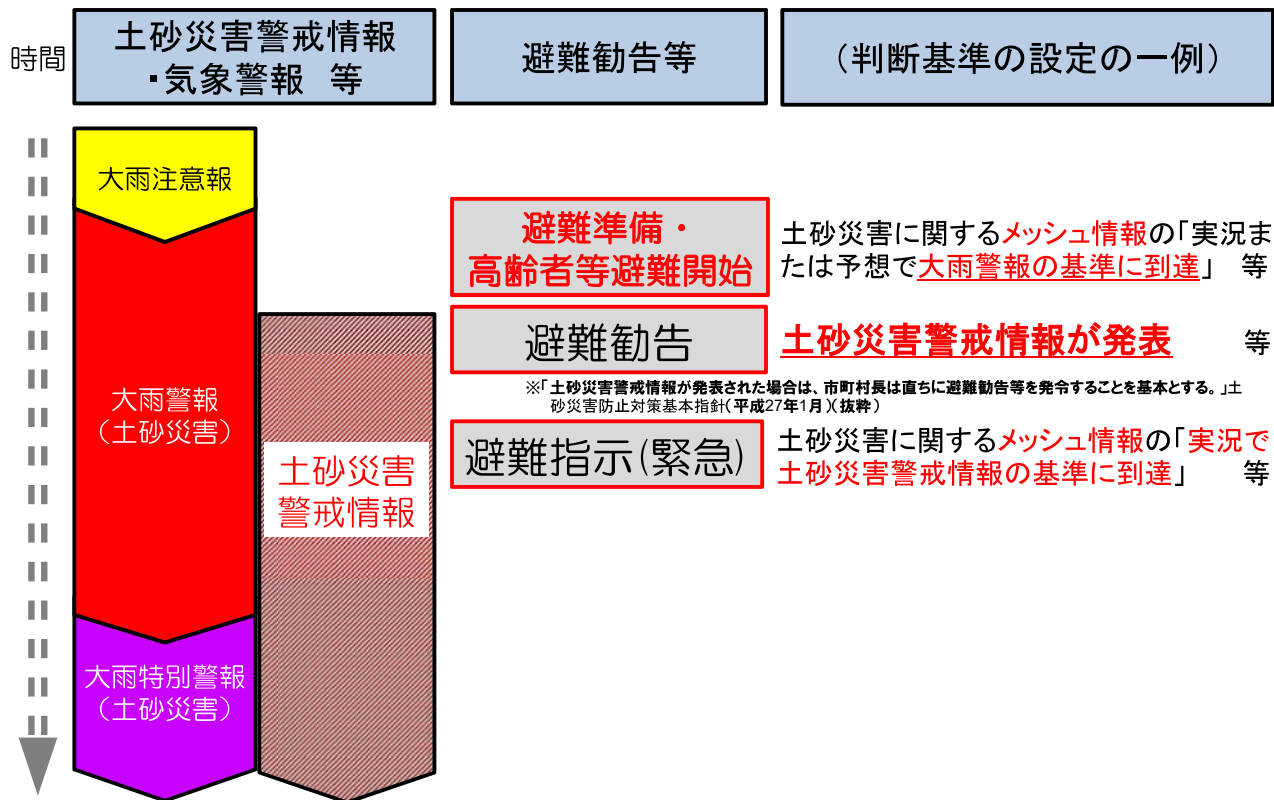 時間
土砂災害警戒情報
・気象警報 等
避難勧告等
(判断基準の設定の一例)
大雨注意報
避難準備・
高齢者等避難開始
土砂災害に関するメッシュ情報の「実況ま
たは予想で大雨警報の基準に到達」 等
避難勧告
土砂災害警戒情報が発表 等
※「土砂災害警戒情報が発表された場合は、市町村長は直ちに避難勧告等を発令することを基本とする。」土
砂災害防止対策基本指針(平成27年1月)(抜粋)
大雨警報
(土砂災害)
避難指示(緊急)
土砂災害に関するメッシュ情報の「実況で
土砂災害警戒情報の基準に到達」 等
土砂災害
警戒情報
大雨特別警報
(土砂災害)